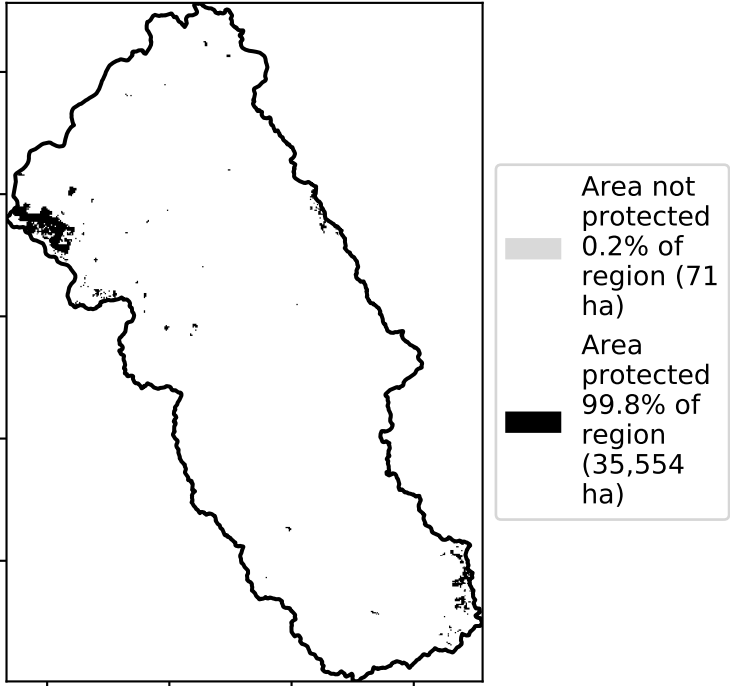 Area not
protected
0.2% of
region (71
ha)
Area
protected
99.8% of
region
(35,554
ha)